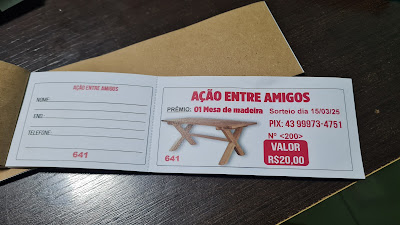 AÇÃO ENTRE AMIGOS
NOME:
END:
TELEFONE:
641
AÇÃO ENTRE AMIGOS
PRÊMIO: 01 Mesa de madeira
Sorteio dia 15/03/25
PIX: 43 99973-4751
Nº <200>
VALOR
R$20,00
641